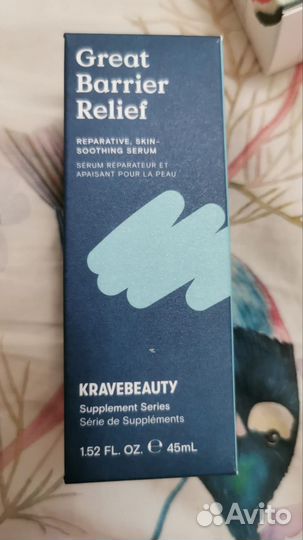 Great
Barrier
Relief
REPARATIVE, SKIN-
SOOTHING SERUM
SÉRUM RÉPARATEUR ET
APAISANT POUR LA PEAU
KRAVEBEAUTY
Supplement Series
Série de Suppléments
1.52 FL. OZ. ℮ 45mL
Avito